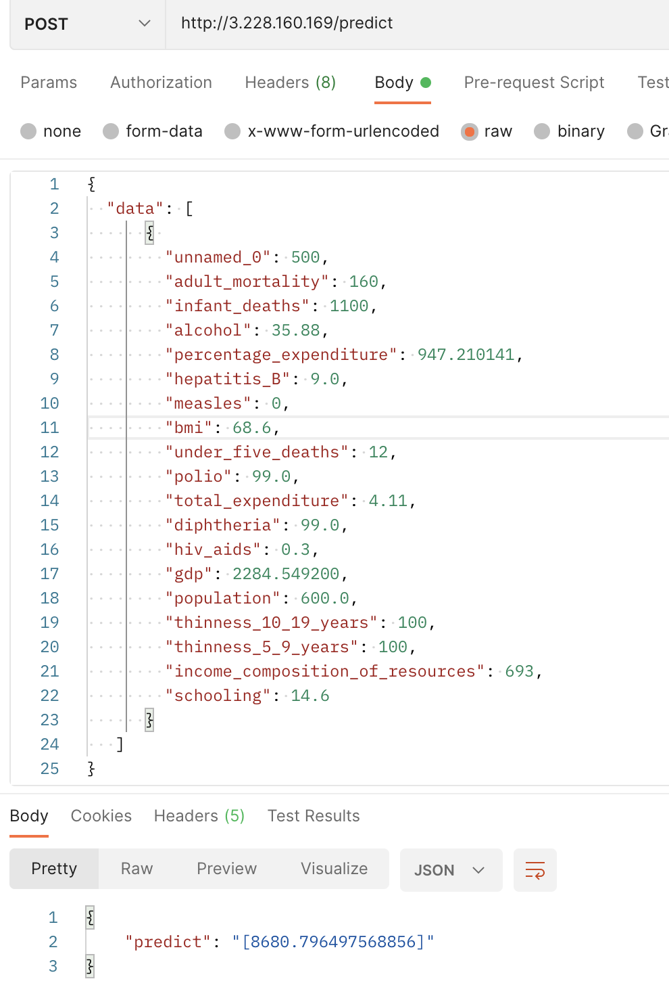 POST http://3.228.160.169/predict
Params Authorization Headers (8) Body Pre-request Script Test
none form-data x-www-form-urlencoded raw binary Gr
1 {
2 "data": [
3 {
4 "unnamed_0": 500,
5 "adult_mortality": 160,
6 "infant_deaths": 1100,
7 "alcohol": 35.88,
8 "percentage_expenditure": 947.210141,
9 "hepatitis_B": 9.0,
10 "measles": 0,
11 "bmi": 68.6,
12 "under_five_deaths": 12,
13 "polio": 99.0,
14 "total_expenditure": 4.11,
15 "diphtheria": 99.0,
16 "hiv_aids": 0.3,
17 "gdp": 2284.549200,
18 "population": 600.0,
19 "thinness_10_19_years": 100,
20 "thinness_5_9_years": 100,
21 "income_composition_of_resources": 693,
22 "schooling": 14.6
23 }
24 ]
25 }
Body Cookies Headers (5) Test Results
Pretty Raw Preview Visualize JSON
1 {
2 "predict": "[8680.796497568856]"
3 }